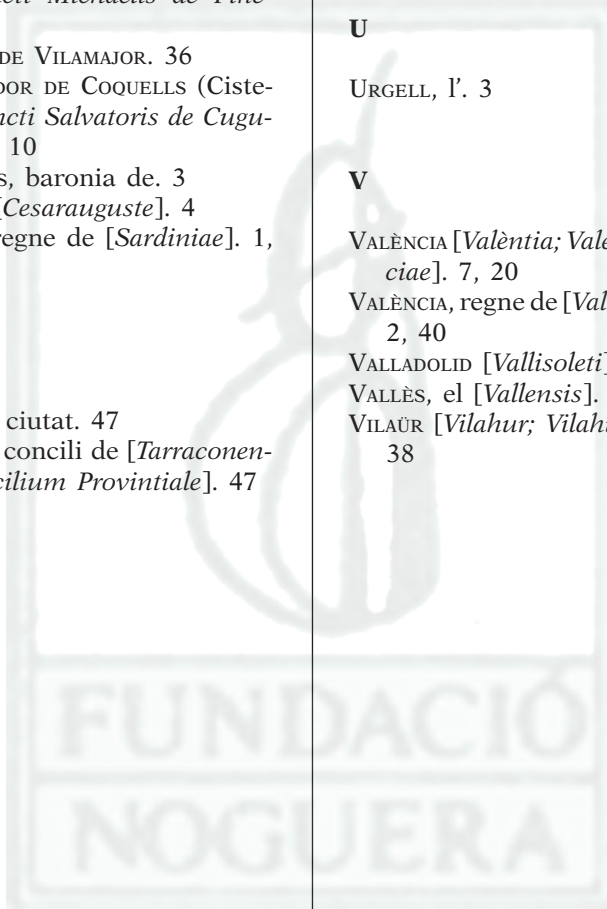 DE VILAMAJOR. 36
DOR DE COQUELLS (Ciste-
ncti Salvatoris de Cugu-
10
s, baronia de. 3
[Cesarauguste]. 4
regne de [Sardiniae]. 1,
ciutat. 47
concili de [Tarraconen-
cilium Provintiale]. 47
U
URGELL, l’. 3
V
VALÈNCIA [Valèntia; Vale
ciae]. 7, 20
VALÈNCIA, regne de [Val
2, 40
VALLADOLID [Vallisoleti]
VALLÈS, el [Vallensis].
VILAÜR [Vilahur; Vilahu
38
FUNDACIÓ
NOGUERA